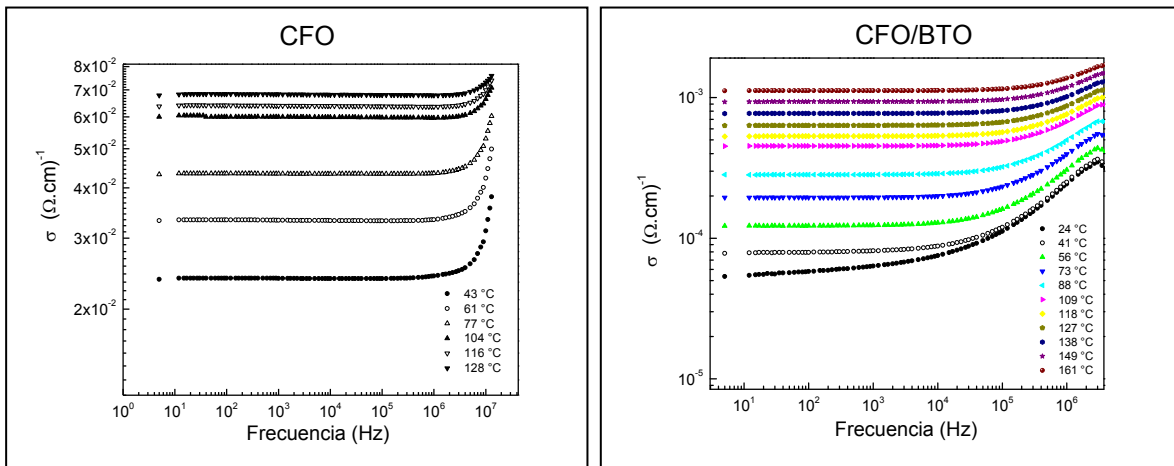 CFO
σ (Ω.cm)⁻¹
8x10⁻²
7x10⁻²
6x10⁻²
5x10⁻²
4x10⁻²
3x10⁻²
2x10⁻²
43 °C
61 °C
77 °C
104 °C
116 °C
128 °C
10⁰ 10¹ 10² 10³ 10⁴ 10⁵ 10⁶ 10⁷
Frecuencia (Hz)
CFO/BTO
σ (Ω.cm)⁻¹
10⁻³
10⁻⁴
10⁻⁵
24 °C
41 °C
56 °C
73 °C
88 °C
109 °C
118 °C
127 °C
138 °C
149 °C
161 °C
10¹ 10² 10³ 10⁴ 10⁵ 10⁶
Frecuencia (Hz)